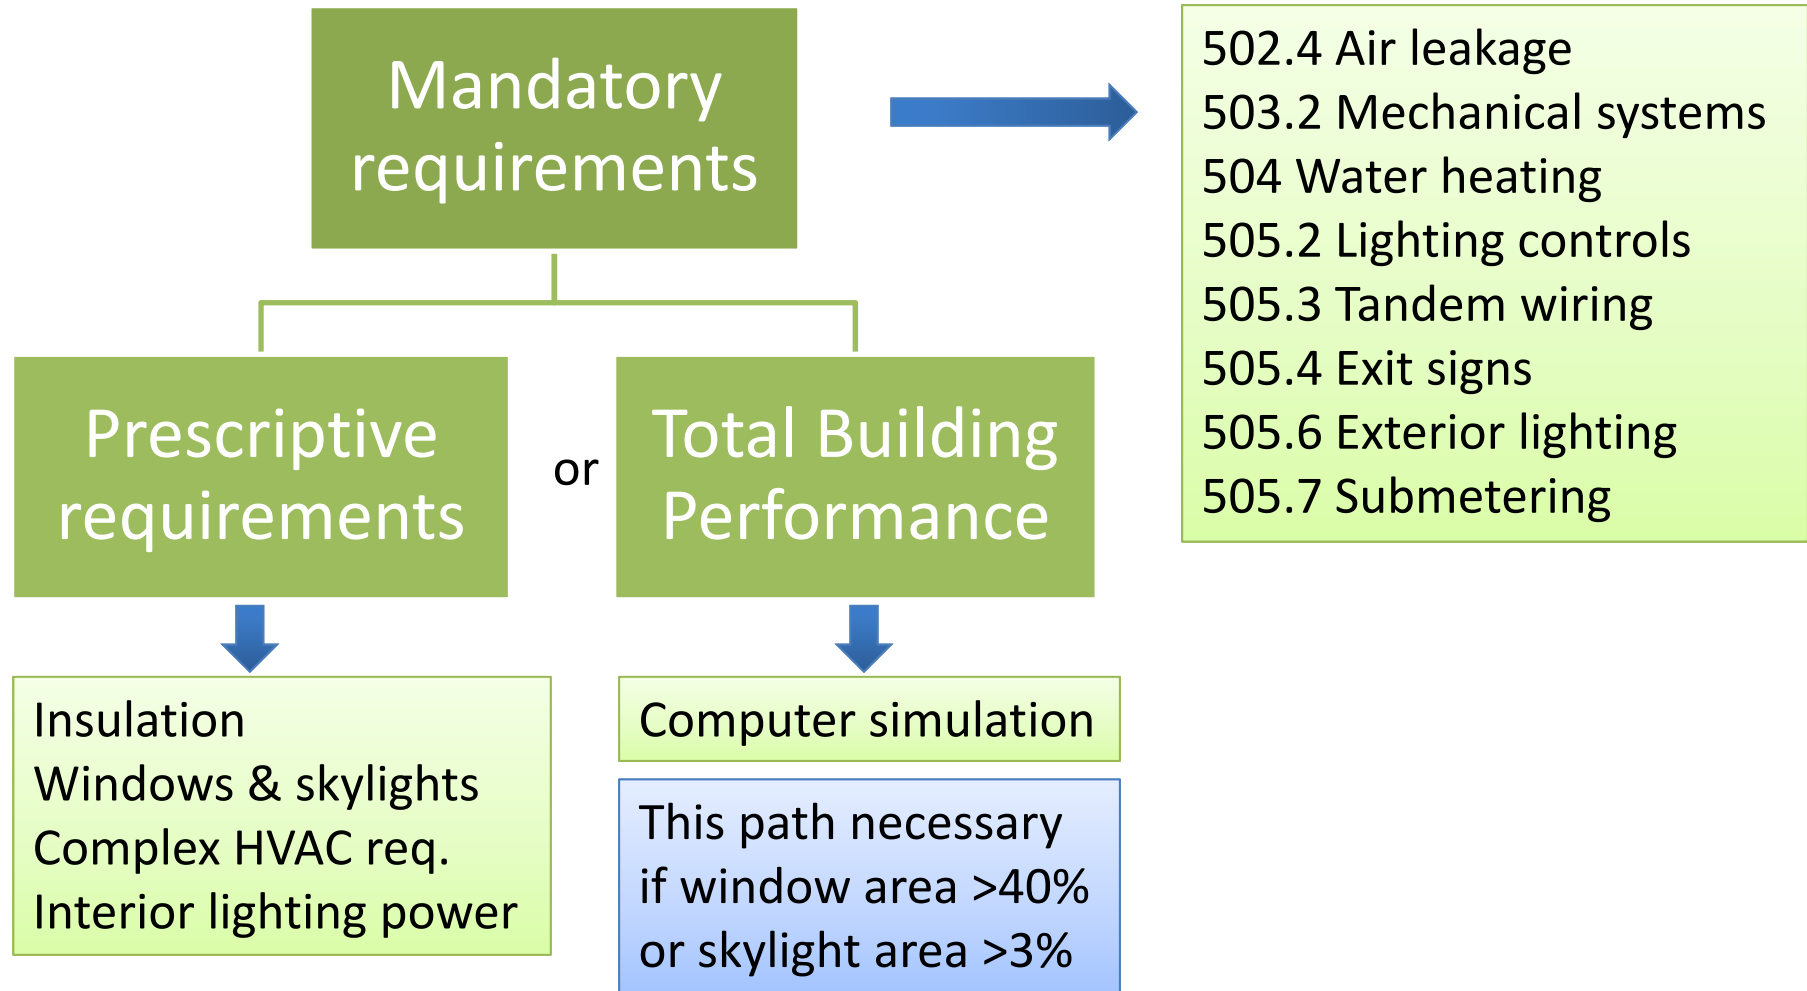 Mandatory
requirements
502.4 Air leakage
503.2 Mechanical systems
504 Water heating
505.2 Lighting controls
505.3 Tandem wiring
505.4 Exit signs
505.6 Exterior lighting
505.7 Submetering
Prescriptive
requirements
or
Total Building
Performance
Insulation
Windows & skylights
Complex HVAC req.
Interior lighting power
Computer simulation
This path necessary
if window area >40%
or skylight area >3%